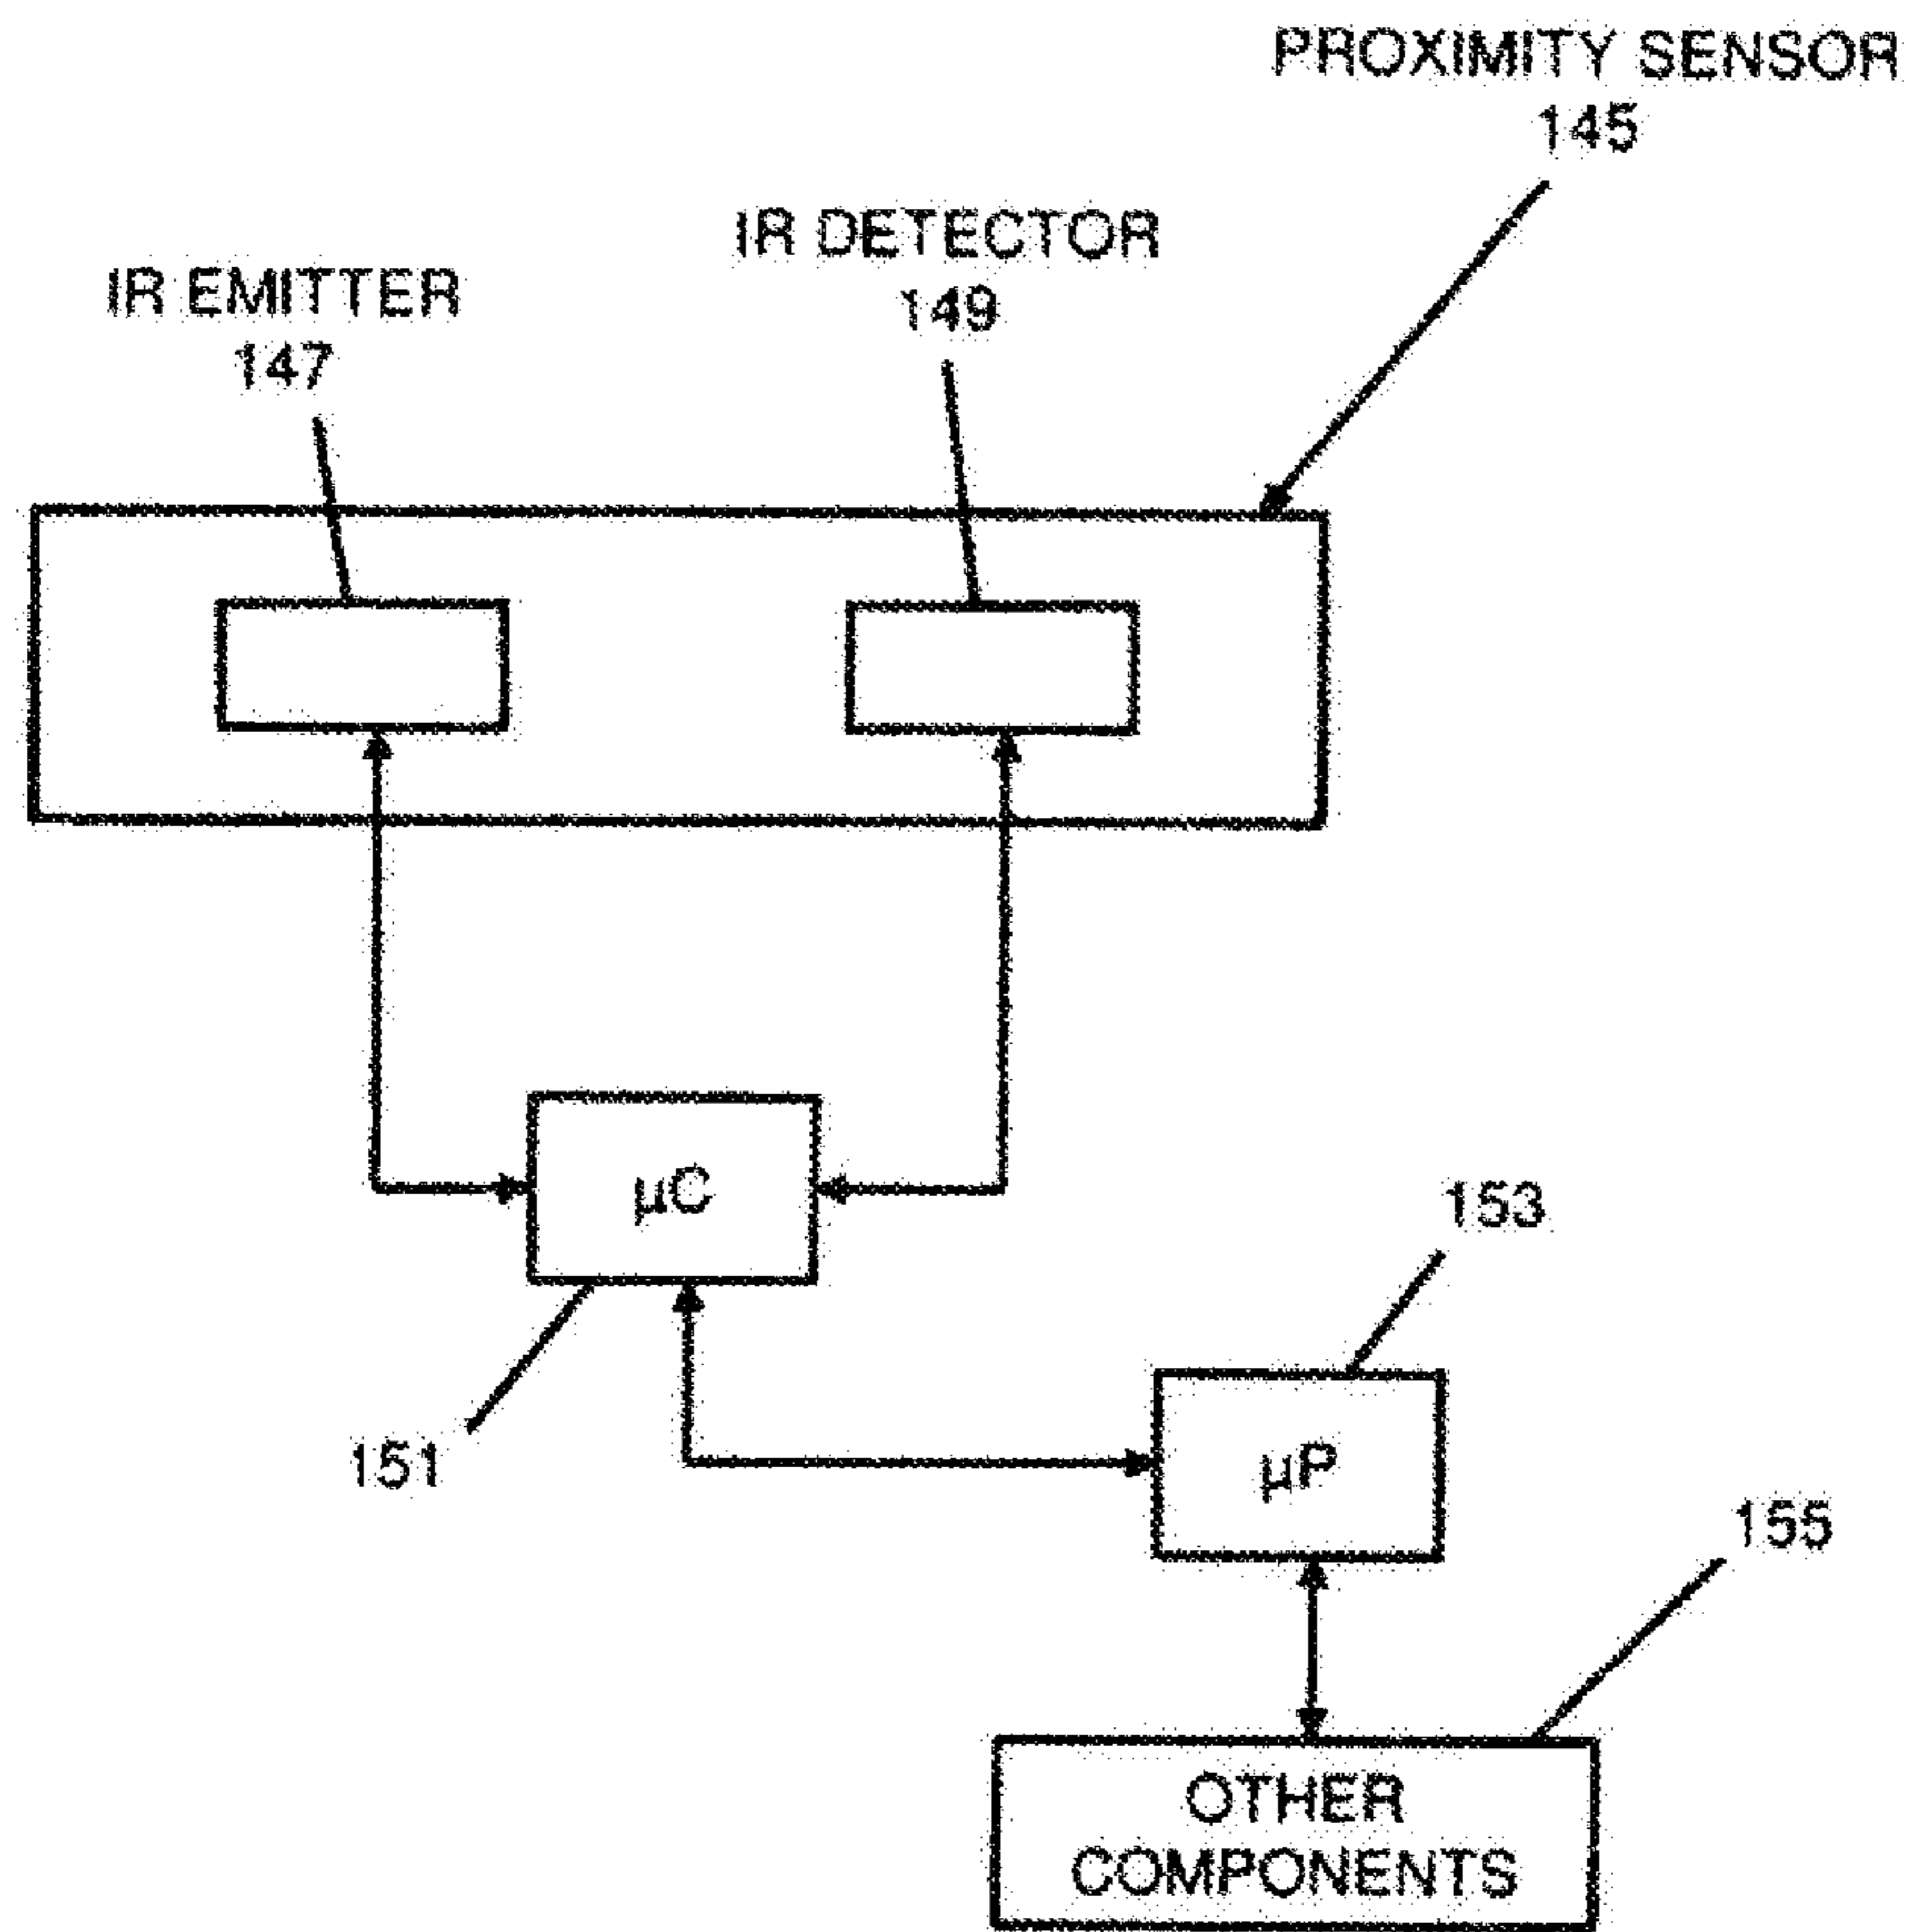 PROXIMITY SENSOR
145
IR DETECTOR
149
IR EMITTER
147
µC
153
151
µP
155
OTHER
COMPONENTS